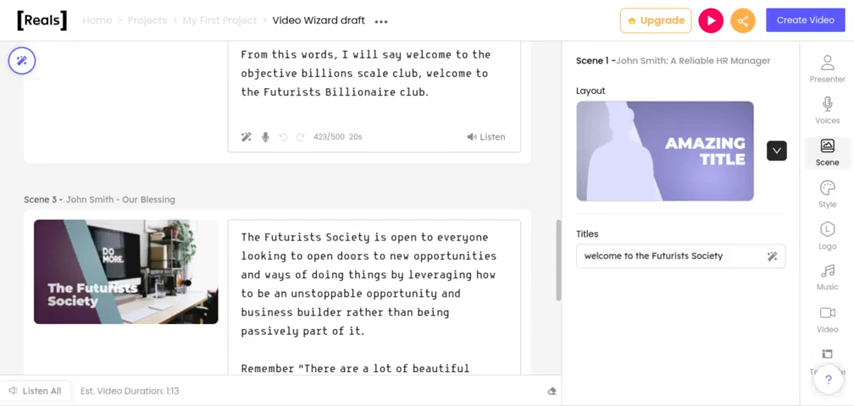 [Reals]
Home > Projects > My First Project > Video Wizard draft
Upgrade
Create Video
From this words, I will say welcome to the
objective billions scale club, welcome to
the Futurists Billionaire club.
423/500 20s
Listen
Scene 3 - John Smith - Our Blessing
DO
MORE.
The Futurists
Society
The Futurists Society is open to everyone
looking to open doors to new opportunities
and ways of doing things by leveraging how
to be an unstoppable opportunity and
business builder rather than being
passively part of it.
Remember "There are a lot of beautiful
Listen All
Est. Video Duration: 1:13
Scene 1 -John Smith: A Reliable HR Manager
Layout
AMAZING
TITLE
Titles
welcome to the Futurists Society
Presenter
Voices
Scene
Style
Logo
Music
Video
?